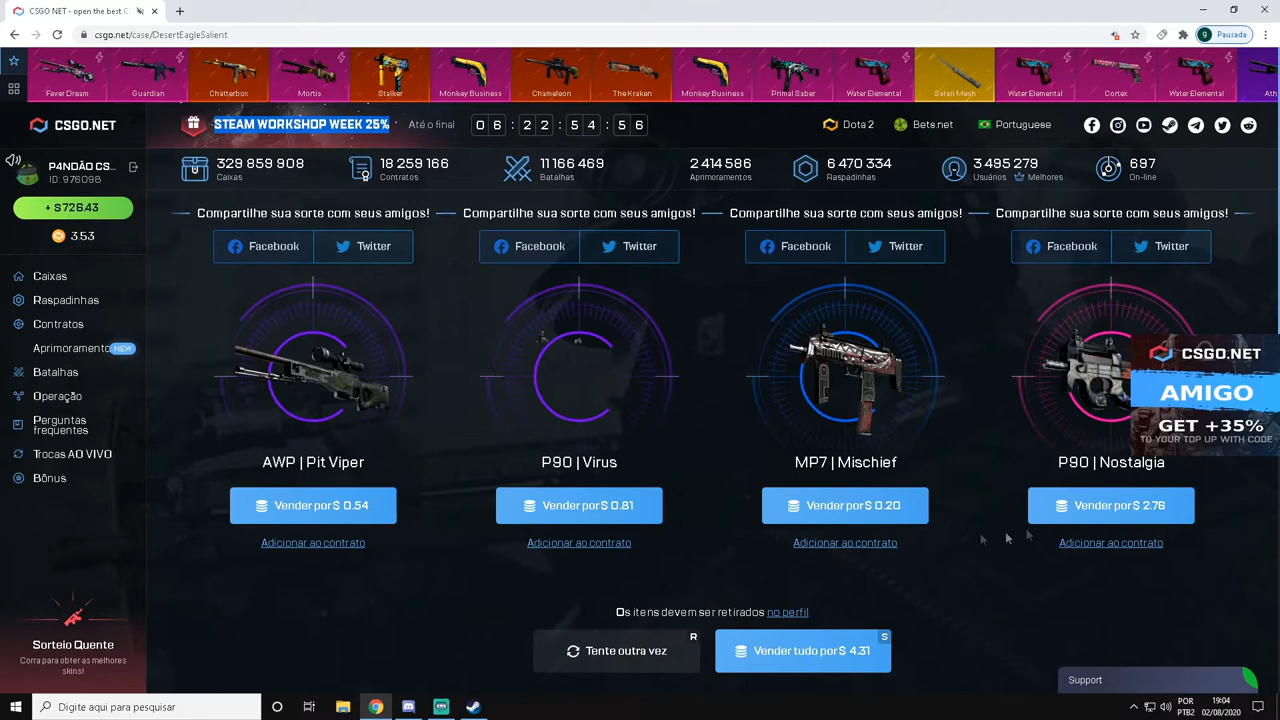 CSGO NET - open the best C
csgo.net/case/DesertEagleSalient
Pausada
Fever Dream
Guardian
Chatterbox
Mortis
Stalker
Monkey Business
Chameleon
The Kraken
Monkey Business
Primal Saber
Water Elemental
Safari Mesh
Water Elemental
Cortex
Water Elemental
Ath
CSGO.NET
STEAM WORKSHOP WEEK 25%
Até o final
0 6 : 2 2 : 5 4 : 5 6
Dota 2
Bets.net
Portuguese
P4NDÃO CS...
ID: 976098
329 859 908
Caixas
18 259 166
Contratos
11 166 469
Batalhas
2 414 586
Aprimoramentos
6 470 334
Raspadinhas
3 495 279
Usuários
Melhores
697
On-line
+ $726.43
3.53
Caixas
Raspadinhas
Contratos
Aprimoramento NEW
Batalhas
Operação
Perguntas
frequentes
Trocas AO VIVO
Bônus
Sorteio Quente
Corra para obter as melhores
skins!
Compartilhe sua sorte com seus amigos!
Compartilhe sua sorte com seus amigos!
Compartilhe sua sorte com seus amigos!
Compartilhe sua sorte com seus amigos!
Facebook Twitter
Facebook Twitter
Facebook Twitter
Facebook Twitter
AWP | Pit Viper
P90 | Virus
MP7 | Mischief
P90 | Nostalgia
Vender por $ 0.54
Vender por $ 0.81
Vender por $ 0.20
Vender por $ 2.76
Adicionar ao contrato
Adicionar ao contrato
Adicionar ao contrato
Adicionar ao contrato
CSGO.NET
AMIGO
GET +35%
TO YOUR TOP UP WITH CODE
Os itens devem ser retirados no perfil
Tente outra vez R
Vender tudo por $ 4.31 S
Support
Digite aqui para pesquisar
POR
PTB2
19:04
02/08/2020